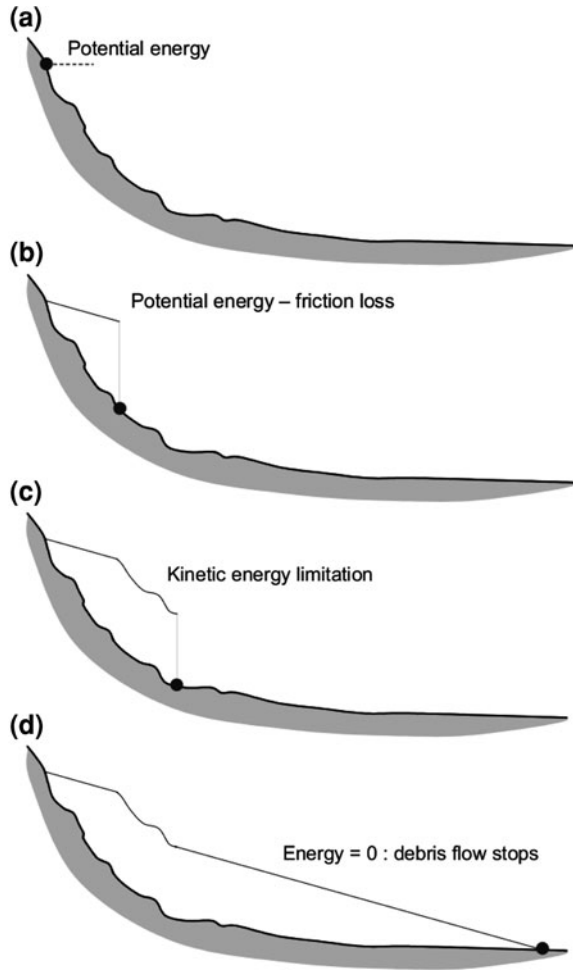 (a)
Potential energy
(b)
Potential energy – friction loss
(c)
Kinetic energy limitation
(d)
Energy = 0 : debris flow stops